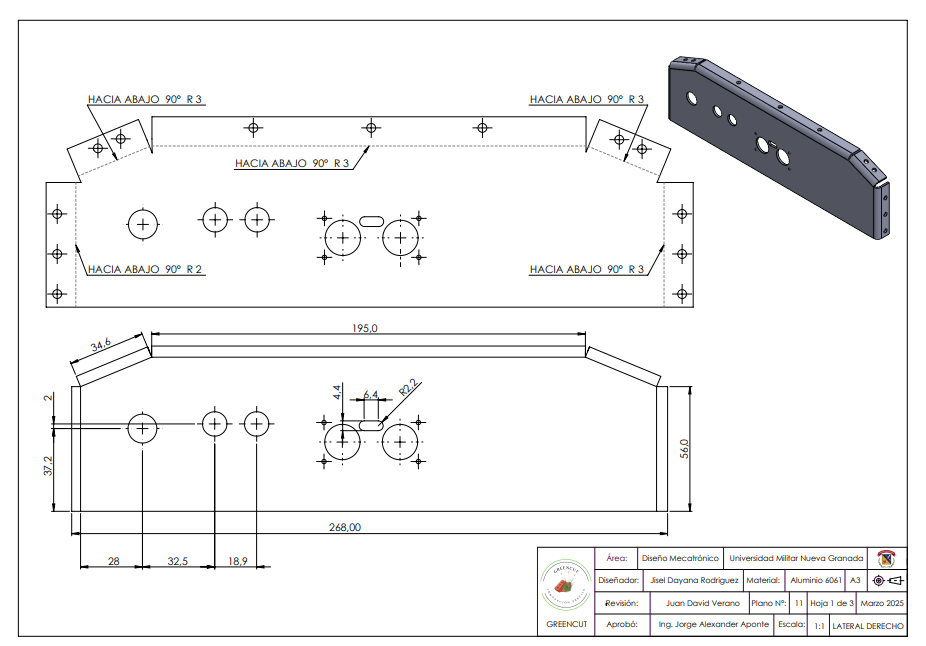 HACIA ABAJO 90° R 3
HACIA ABAJO 90° R 3
HACIA ABAJO 90° R 3
HACIA ABAJO 90° R 2
HACIA ABAJO 90° R 3
195,0
34,6
4,4
6,4
R2,2
2
37,2
56,0
268,00
28
32,5
18,9
GREENCUT
GREENCUT
Área:
Diseño Mecatrónico
Universidad Militar Nueva Granada
Diseñador:
Jisel Dayana Rodriguez
Material:
Aluminio 6061
A3
Revisión:
Juan David Verano
Plano N°:
11
Hoja 1 de 3
Marzo 2025
Aprobó:
Ing. Jorge Alexander Aponte
Escala:
1:1
LATERAL DERECHO